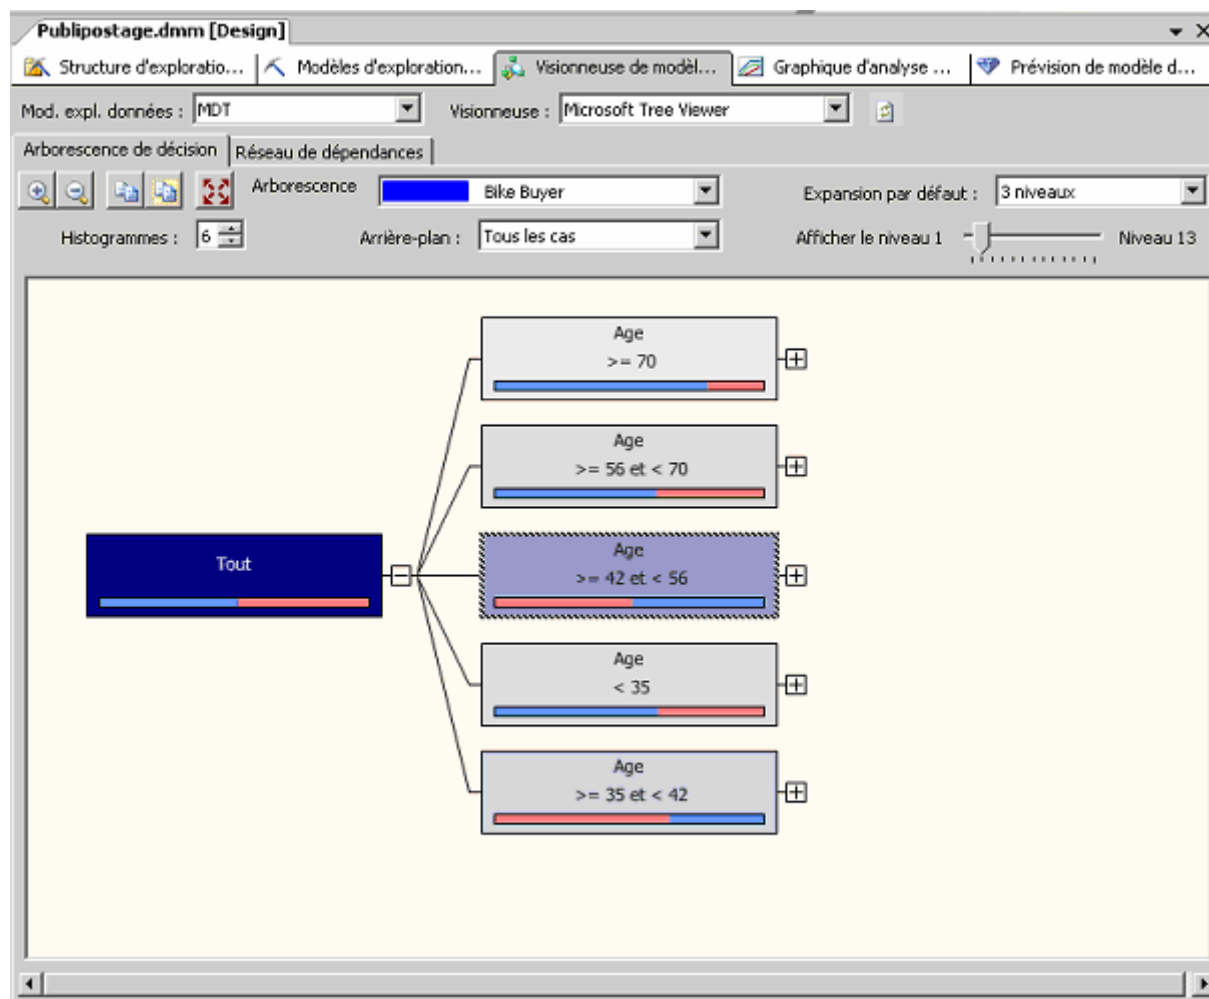 Publipostage.dmm [Design]
Structure d'exploratio... Modèles d'exploration... Visionneuse de modèl... Graphique d'analyse ... Prévision de modèle d...
Mod. expl. données : MDT Visionneuse : Microsoft Tree Viewer
Arborescence de décision Réseau de dépendances
Arborescence Bike Buyer Expansion par défaut : 3 niveaux
Histogrammes : 6 Arrière-plan : Tous les cas Afficher le niveau 1 Niveau 13
Age
>= 70
Age
>= 56 et < 70
Tout
Age
>= 42 et < 56
Age
< 35
Age
>= 35 et < 42